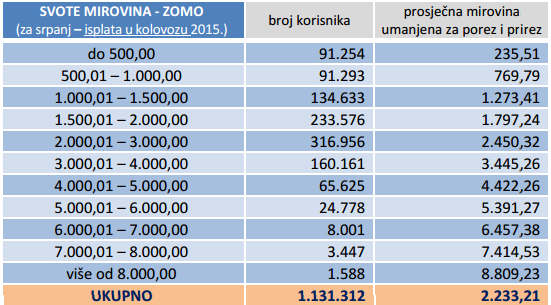 SVOTE MIROVINA - ZOMO
(za srpanj – isplata u kolovozu 2015.)
broj korisnika
prosječna mirovina
umanjena za porez i prirez
do 500,00 91.254 235,51
500,01 – 1.000,00 91.293 769,79
1.000,01 – 1.500,00 134.633 1.273,41
1.500,01 – 2.000,00 233.576 1.797,24
2.000,01 – 3.000,00 316.956 2.450,32
3.000,01 – 4.000,00 160.161 3.445,26
4.000,01 – 5.000,00 65.625 4.422,26
5.000,01 – 6.000,00 24.778 5.391,27
6.000,01 – 7.000,00 8.001 6.457,38
7.000,01 – 8.000,00 3.447 7.414,53
više od 8.000,00 1.588 8.809,23
UKUPNO 1.131.312 2.233,21